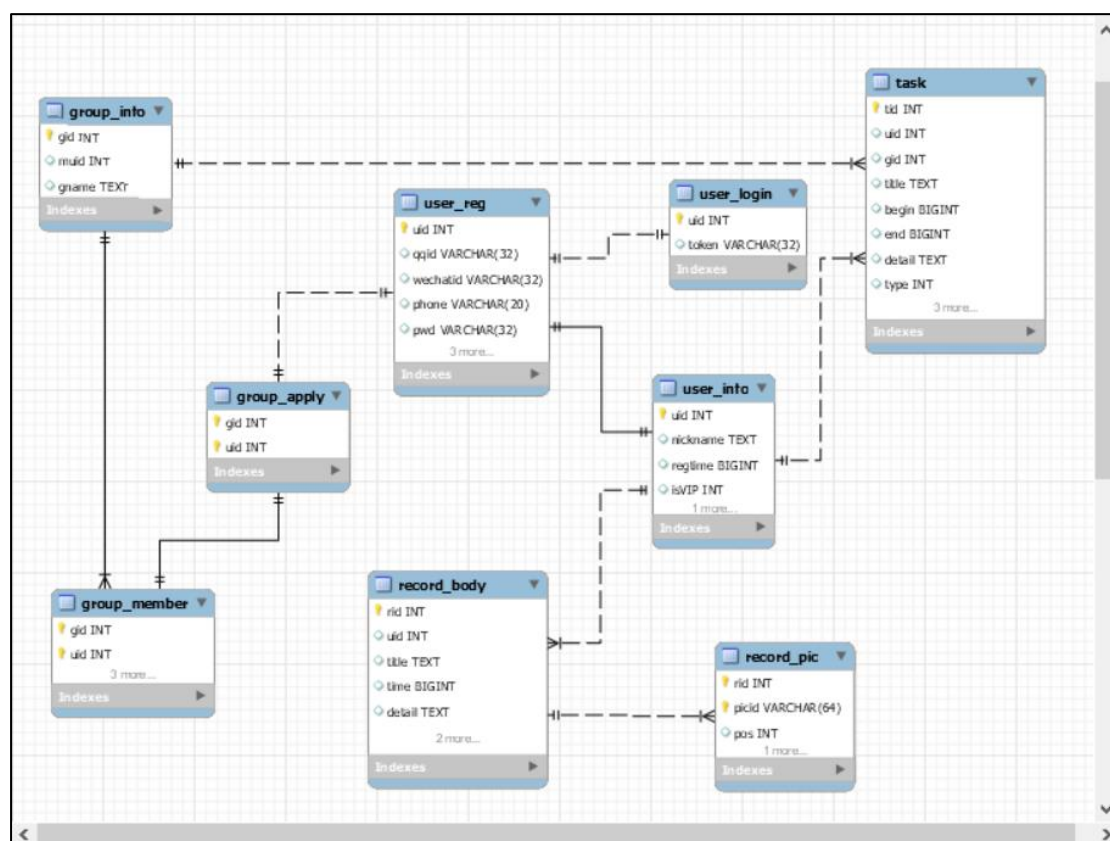 group_info
gid INT
muid INT
gname TEXT
Indexes
task
tid INT
uid INT
gid INT
title TEXT
begin BIGINT
end BIGINT
detail TEXT
type INT
3 more...
Indexes
user_reg
uid INT
qqid VARCHAR(32)
wechatid VARCHAR(32)
phone VARCHAR(20)
pwd VARCHAR(32)
3 more...
Indexes
user_login
uid INT
token VARCHAR(32)
Indexes
group_apply
gid INT
uid INT
Indexes
user_info
uid INT
nickname TEXT
regtime BIGINT
isVIP INT
1 more...
Indexes
group_member
gid INT
uid INT
3 more...
Indexes
record_body
rid INT
uid INT
title TEXT
time BIGINT
detail TEXT
2 more...
Indexes
record_pic
rid INT
picid VARCHAR(64)
pos INT
1 more...
Indexes